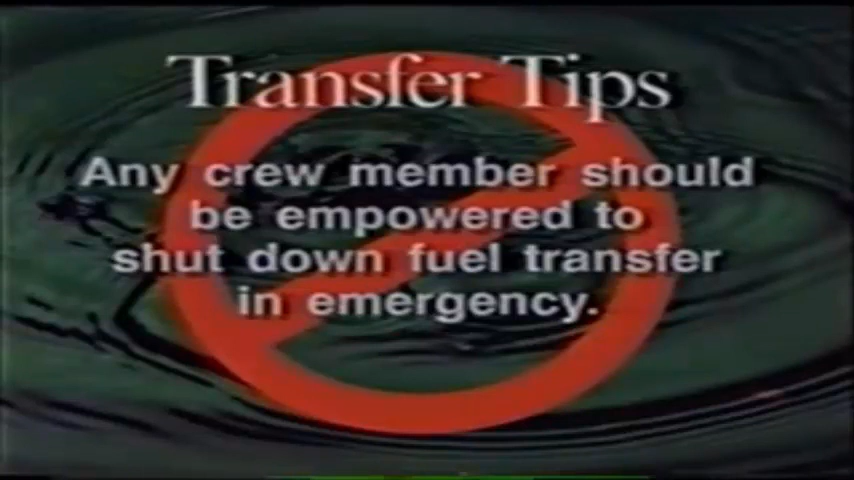 Transfer Tips
Any crew member should
be empowered to
shut down fuel transfer
in emergency.